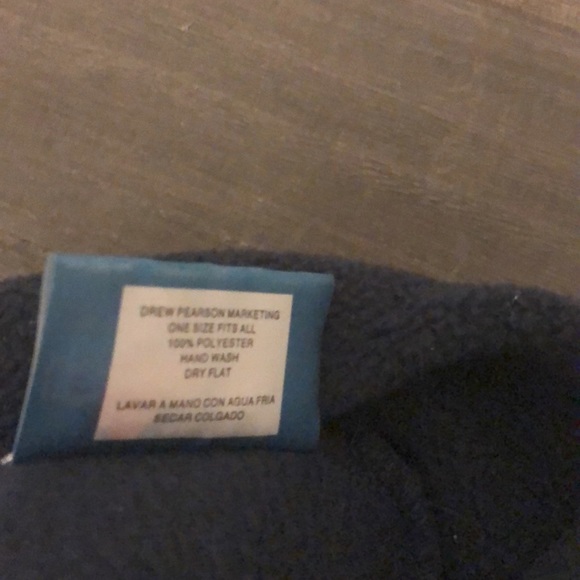 DREW PEARSON MARKETING
ONE SIZE FITS ALL
100% POLYESTER
HAND WASH
DRY FLAT
LAVAR A MANO CON AGUA FRIA
SECAR COLGADO